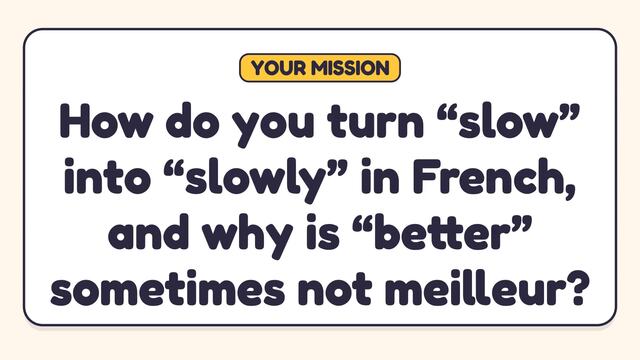 YOUR MISSION
How do you turn “slow”
into “slowly” in French,
and why is “better”
sometimes not meilleur?